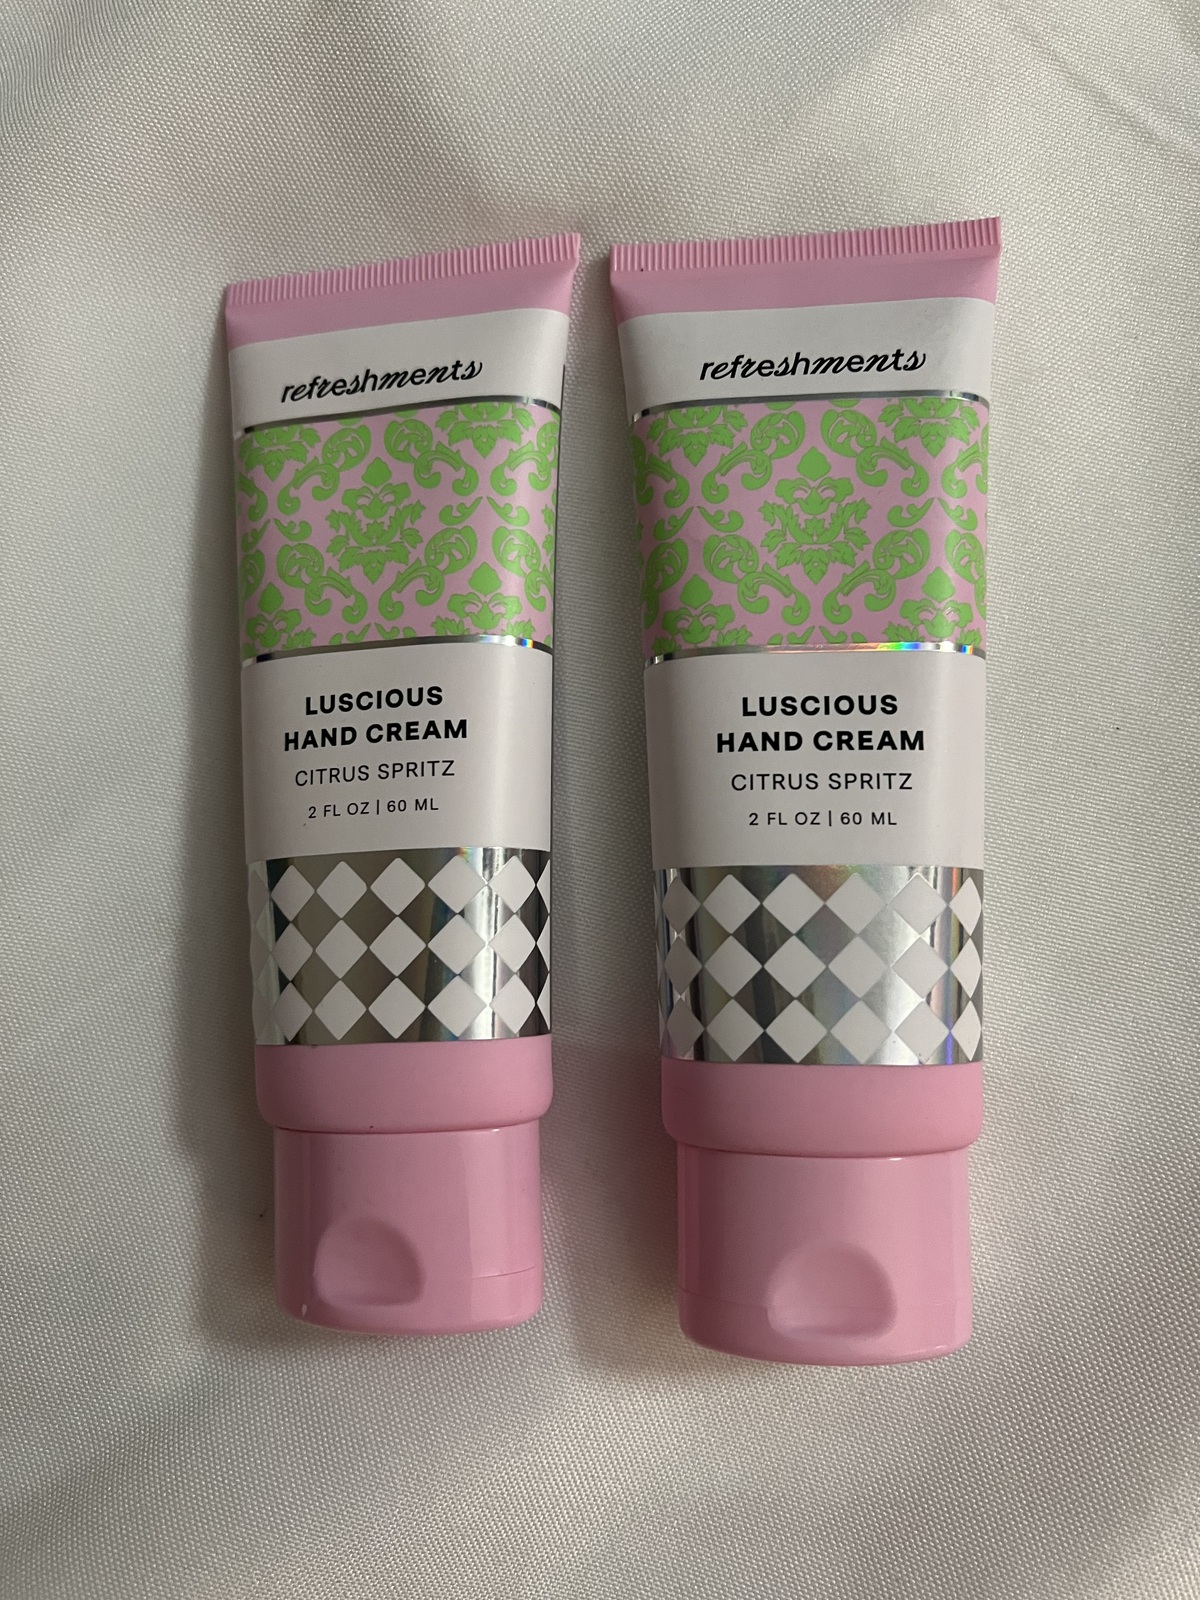 refreshments
LUSCIOUS
HAND CREAM
CITRUS SPRITZ
2 FL OZ | 60 ML
refreshments
LUSCIOUS
HAND CREAM
CITRUS SPRITZ
2 FL OZ | 60 ML